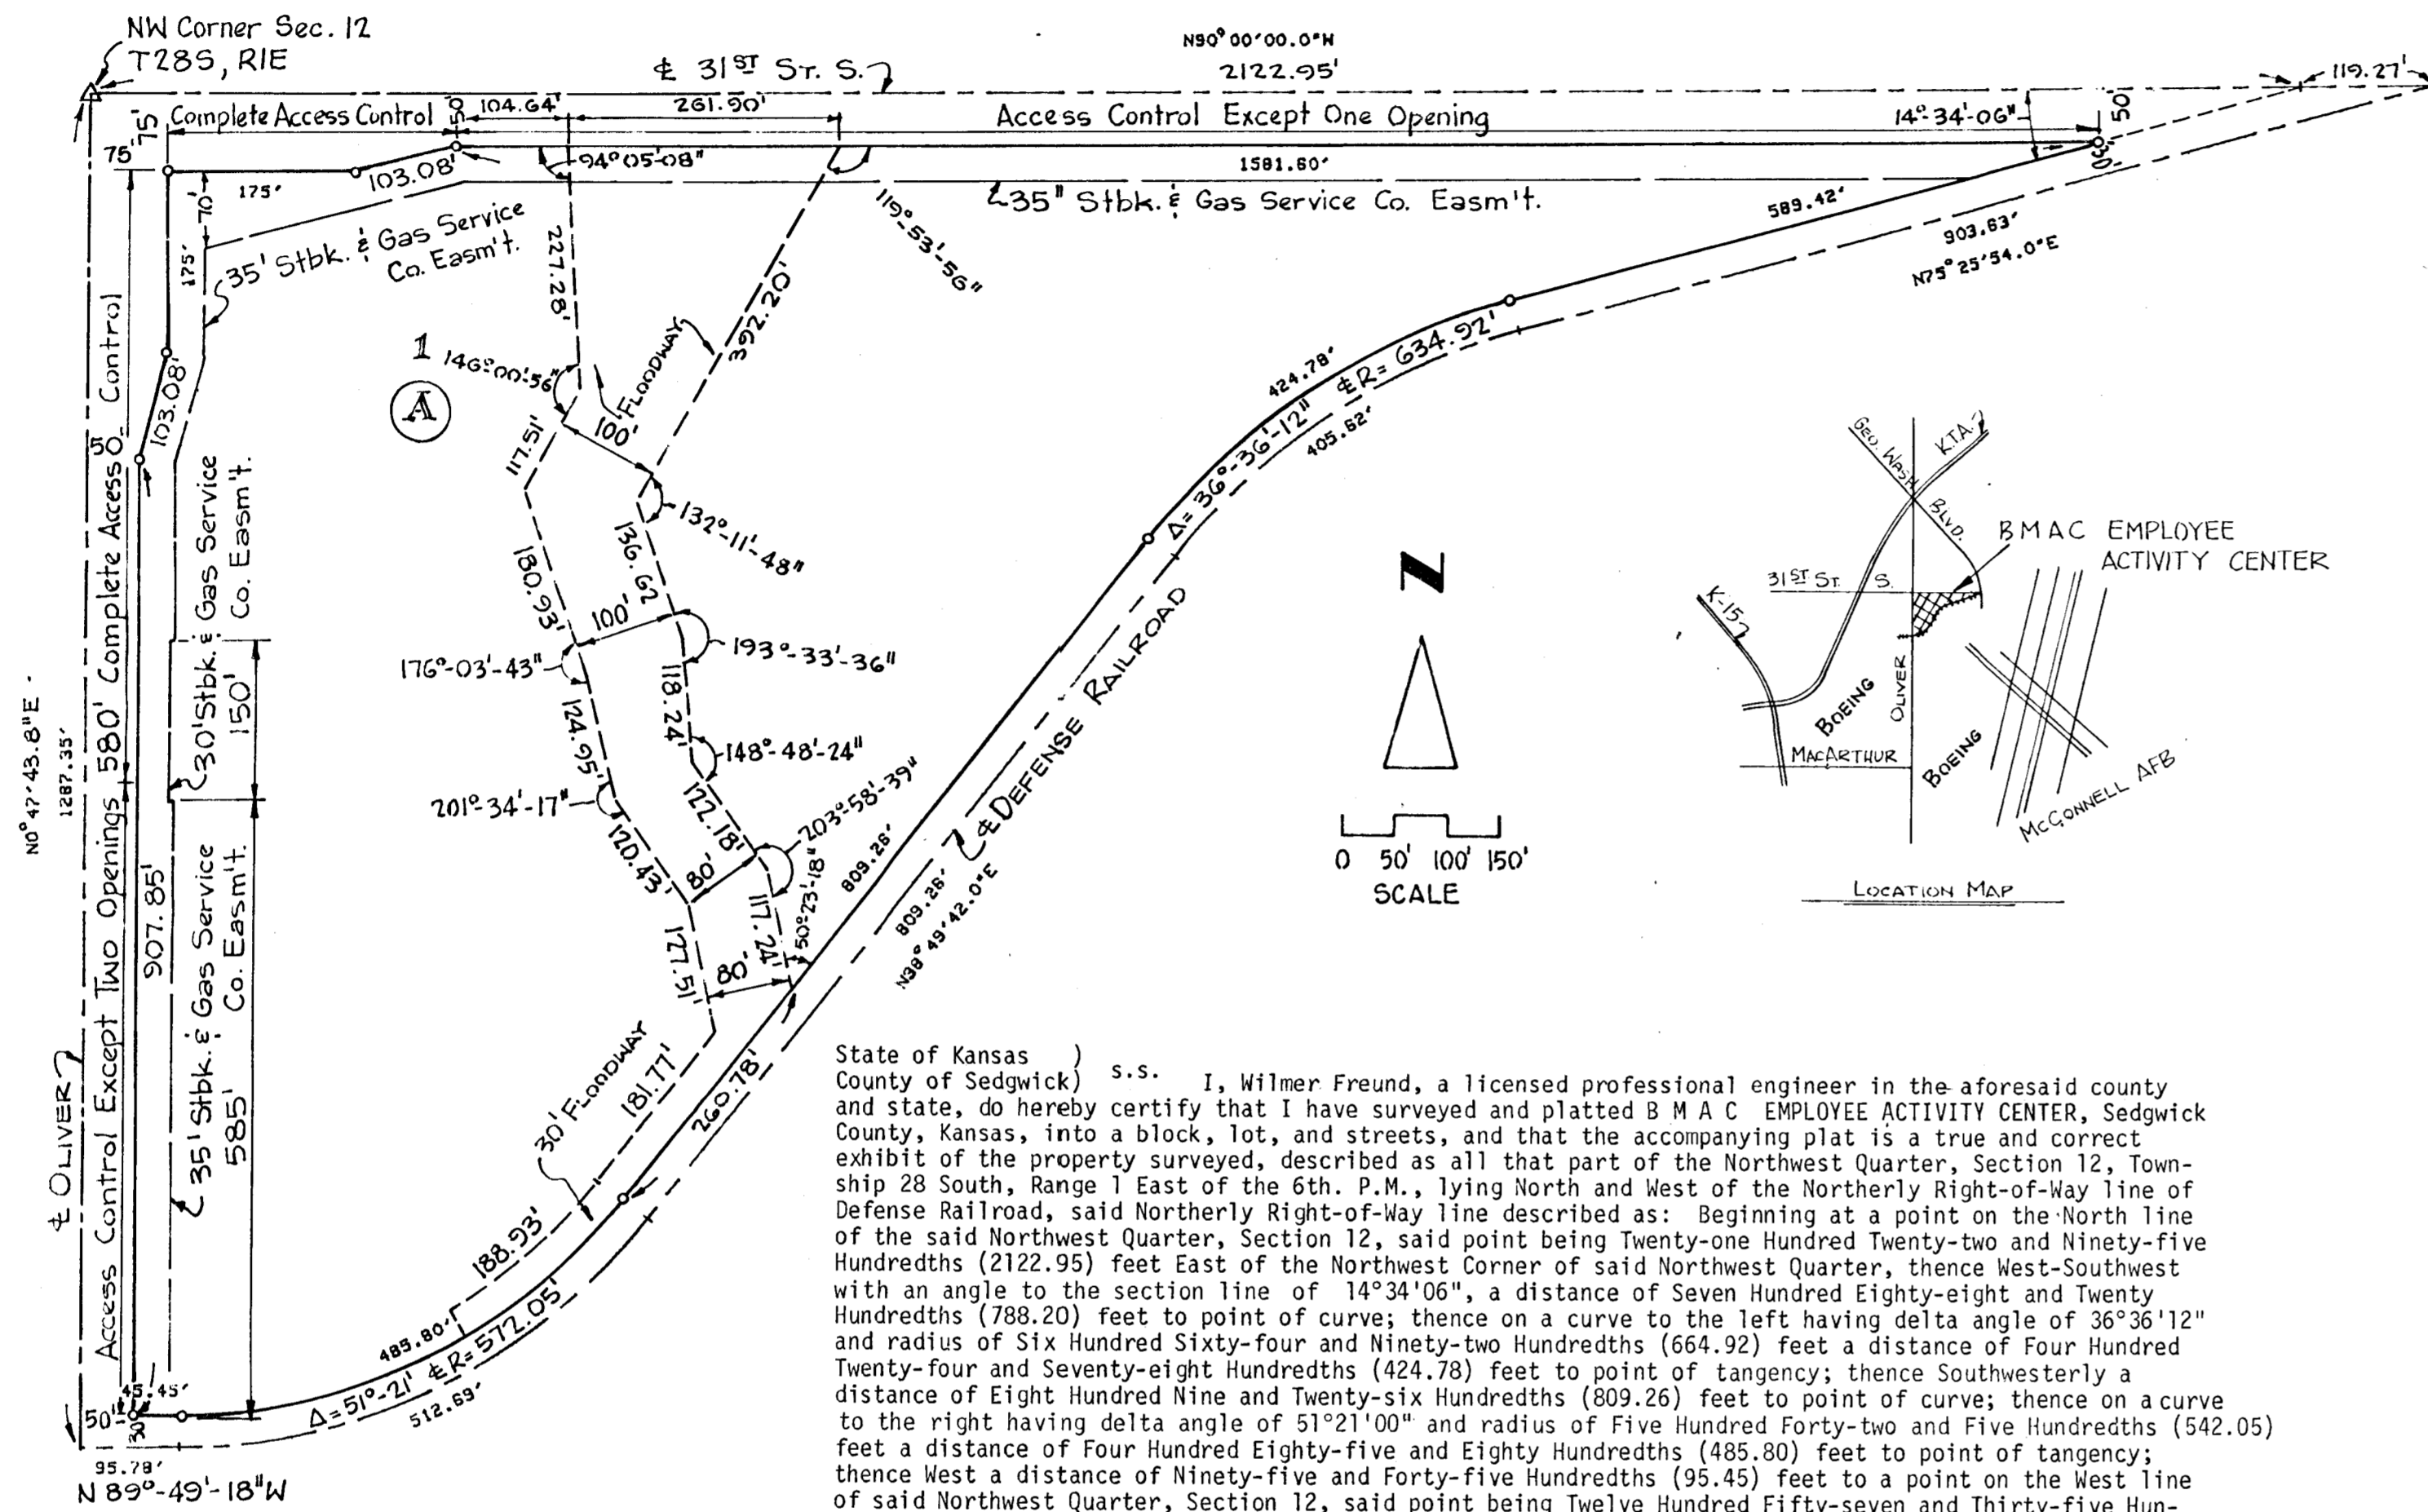 NW Corner Sec. 12
T28S, R1E
℄ 31ST St. S.
N90°00'00.0"W
2122.95'
119.27'
Complete Access Control
50
104.64'
261.90'
Access Control Except One Opening
14°-34'-06"
50'
75'
75'
175'
103.08'
94°05'08"
1581.60'
30'
70'
35' Stbk. & Gas Service
Co. Easm't.
175'
35" Stbk. & Gas Service Co. Easm't.
119°-53'-56"
589.42'
903.63'
N75°25'54.0"E
227.28'
392.20'
FLOODWAY
1
A
146°00'-56"
100'
117.51'
132°-11'-48"
136.62
180.93'
100'
193°-33'-36"
176°-03'-43"
118.24'
124.95'
148°-48'-24"
201°-34'-17"
122.18'
203°-58'-39"
120.43'
80'
117.24'
50°23'-18"
127.51'
80'
424.78'
℄ R= 634.92'
Δ= 36°-36'-12"
405.62'
809.26'
809.26'
N38°49'42.0"E
℄ DEFENSE RAILROAD
103.08'
50
580' Complete Access Control
30' Stbk. & Gas Service
Co. Easm't.
150'
N0°47'43.8"E
1287.35'
Access Control Except Two Openings
907.85'
35' Stbk. & Gas Service
Co. Easm't.
585'
℄ OLIVER
30' FLOODWAY
181.77'
260.78'
188.93'
485.80'
Δ=51°-21' ℄ R=572.05'
512.69'
45.45'
50'
30'
95.78'
N 89°-49'-18"W
N
0 50' 100' 150'
SCALE
GEO. WASH. BLVD.
K.T.A.
BMAC EMPLOYEE
ACTIVITY CENTER
31ST ST. S.
K-15
OLIVER
BOEING
BOEING
MACARTHUR
McCONNELL AFB
LOCATION MAP
State of Kansas )
County of Sedgwick) s.s. I, Wilmer Freund, a licensed professional engineer in the aforesaid county
and state, do hereby certify that I have surveyed and platted B M A C EMPLOYEE ACTIVITY CENTER, Sedgwick
County, Kansas, into a block, lot, and streets, and that the accompanying plat is a true and correct
exhibit of the property surveyed, described as all that part of the Northwest Quarter, Section 12, Town-
ship 28 South, Range 1 East of the 6th. P.M., lying North and West of the Northerly Right-of-Way line of
Defense Railroad, said Northerly Right-of-Way line described as: Beginning at a point on the North line
of the said Northwest Quarter, Section 12, said point being Twenty-one Hundred Twenty-two and Ninety-five
Hundredths (2122.95) feet East of the Northwest Corner of said Northwest Quarter, thence West-Southwest
with an angle to the section line of 14°34'06", a distance of Seven Hundred Eighty-eight and Twenty
Hundredths (788.20) feet to point of curve; thence on a curve to the left having delta angle of 36°36'12"
and radius of Six Hundred Sixty-four and Ninety-two Hundredths (664.92) feet a distance of Four Hundred
Twenty-four and Seventy-eight Hundredths (424.78) feet to point of tangency; thence Southwesterly a
distance of Eight Hundred Nine and Twenty-six Hundredths (809.26) feet to point of curve; thence on a curve
to the right having delta angle of 51°21'00" and radius of Five Hundred Forty-two and Five Hundredths (542.05)
feet a distance of Four Hundred Eighty-five and Eighty Hundredths (485.80) feet to point of tangency;
thence West a distance of Ninety-five and Forty-five Hundredths (95.45) feet to a point on the West line
of said Northwest Quarter, Section 12, said point being Twelve Hundred Fifty-seven and Thirty-five Hun-